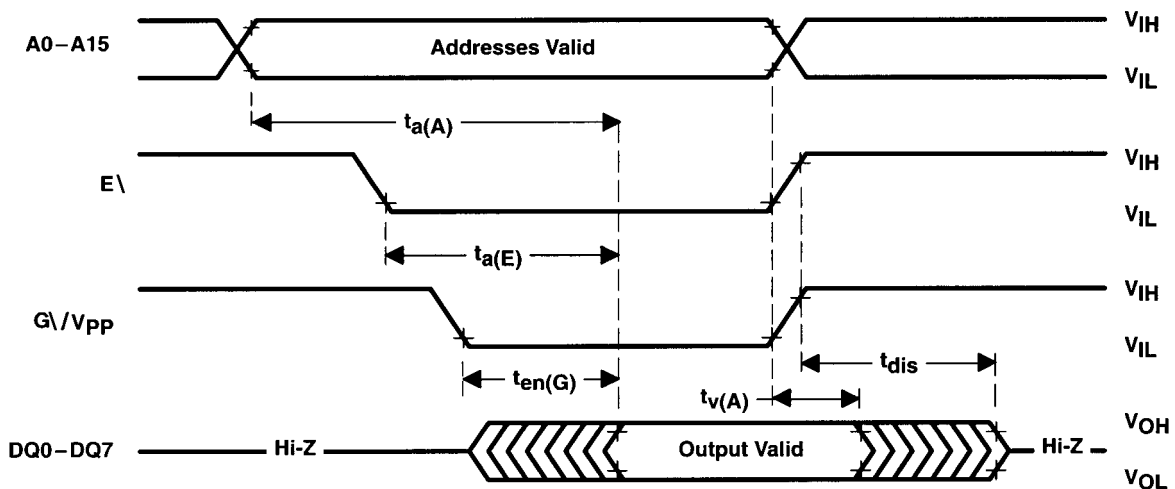 A0–A15
Addresses Valid
VIH
VIL
ta(A)
E\
VIH
VIL
ta(E)
G\/VPP
VIH
VIL
ten(G)
tdis
tv(A)
DQ0–DQ7
Hi-Z
Output Valid
Hi-Z
VOH
VOL